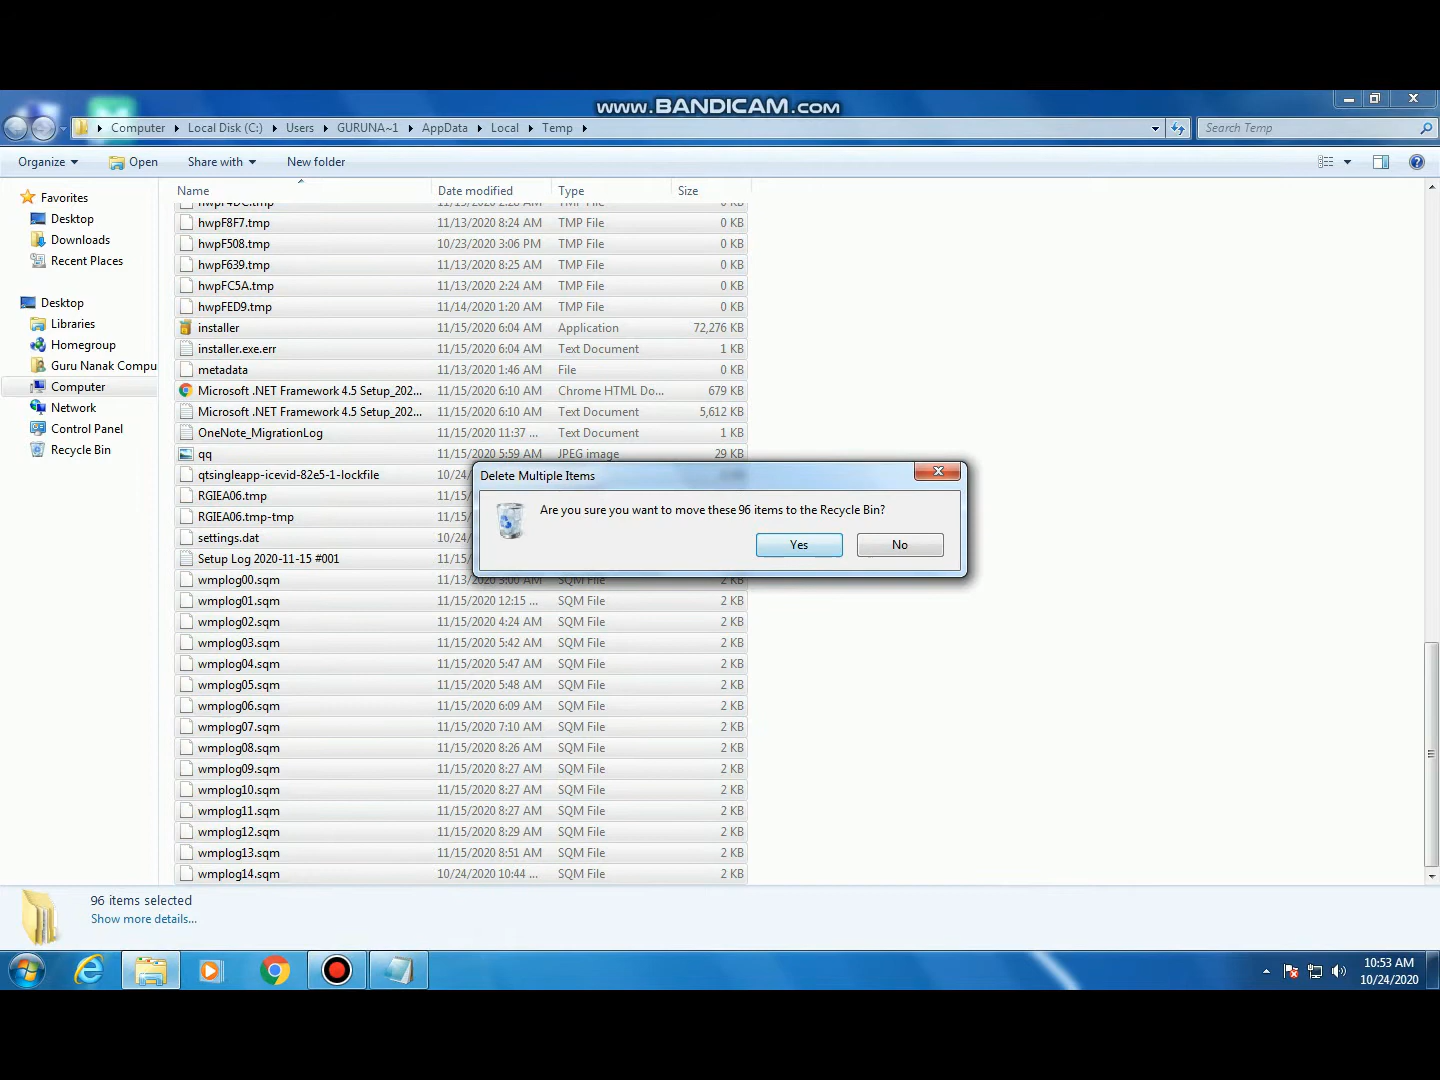 www.BANDICAM.com
Computer Local Disk (C:) Users GURUNA~1 AppData Local Temp
Search Temp
Organize Open Share with New folder
Name Date modified Type Size
hwpF8F7.tmp 11/13/2020 8:24 AM TMP File 0 KB
hwpF508.tmp 10/23/2020 3:06 PM TMP File 0 KB
hwpF639.tmp 11/13/2020 8:25 AM TMP File 0 KB
hwpFC5A.tmp 11/13/2020 2:24 AM TMP File 0 KB
hwpFED9.tmp 11/14/2020 1:20 AM TMP File 0 KB
installer 11/15/2020 6:04 AM Application 72,276 KB
installer.exe.err 11/15/2020 6:04 AM Text Document 1 KB
metadata 11/13/2020 1:46 AM File 0 KB
Microsoft .NET Framework 4.5 Setup_202... 11/15/2020 6:10 AM Chrome HTML Do... 679 KB
Microsoft .NET Framework 4.5 Setup_202... 11/15/2020 6:10 AM Text Document 5,612 KB
OneNote_MigrationLog 11/15/2020 11:37 ... Text Document 1 KB
qq 11/15/2020 5:59 AM JPEG image 29 KB
qtsingleapp-icevid-82e5-1-lockfile 10/24/
RGIEA06.tmp 11/15/
RGIEA06.tmp-tmp 11/15/
settings.dat 10/24/
Setup Log 2020-11-15 #001 11/15/
wmplog00.sqm 11/13/2020 3:00 AM SQM File 2 KB
wmplog01.sqm 11/15/2020 12:15 ... SQM File 2 KB
wmplog02.sqm 11/15/2020 4:24 AM SQM File 2 KB
wmplog03.sqm 11/15/2020 5:42 AM SQM File 2 KB
wmplog04.sqm 11/15/2020 5:47 AM SQM File 2 KB
wmplog05.sqm 11/15/2020 5:48 AM SQM File 2 KB
wmplog06.sqm 11/15/2020 6:09 AM SQM File 2 KB
wmplog07.sqm 11/15/2020 7:10 AM SQM File 2 KB
wmplog08.sqm 11/15/2020 8:26 AM SQM File 2 KB
wmplog09.sqm 11/15/2020 8:27 AM SQM File 2 KB
wmplog10.sqm 11/15/2020 8:27 AM SQM File 2 KB
wmplog11.sqm 11/15/2020 8:27 AM SQM File 2 KB
wmplog12.sqm 11/15/2020 8:29 AM SQM File 2 KB
wmplog13.sqm 11/15/2020 8:51 AM SQM File 2 KB
wmplog14.sqm 10/24/2020 10:44 ... SQM File 2 KB
Favorites
Desktop
Downloads
Recent Places
Desktop
Libraries
Homegroup
Guru Nanak Compu
Computer
Network
Control Panel
Recycle Bin
Delete Multiple Items
Are you sure you want to move these 96 items to the Recycle Bin?
Yes No
96 items selected
Show more details...
10:53 AM
10/24/2020